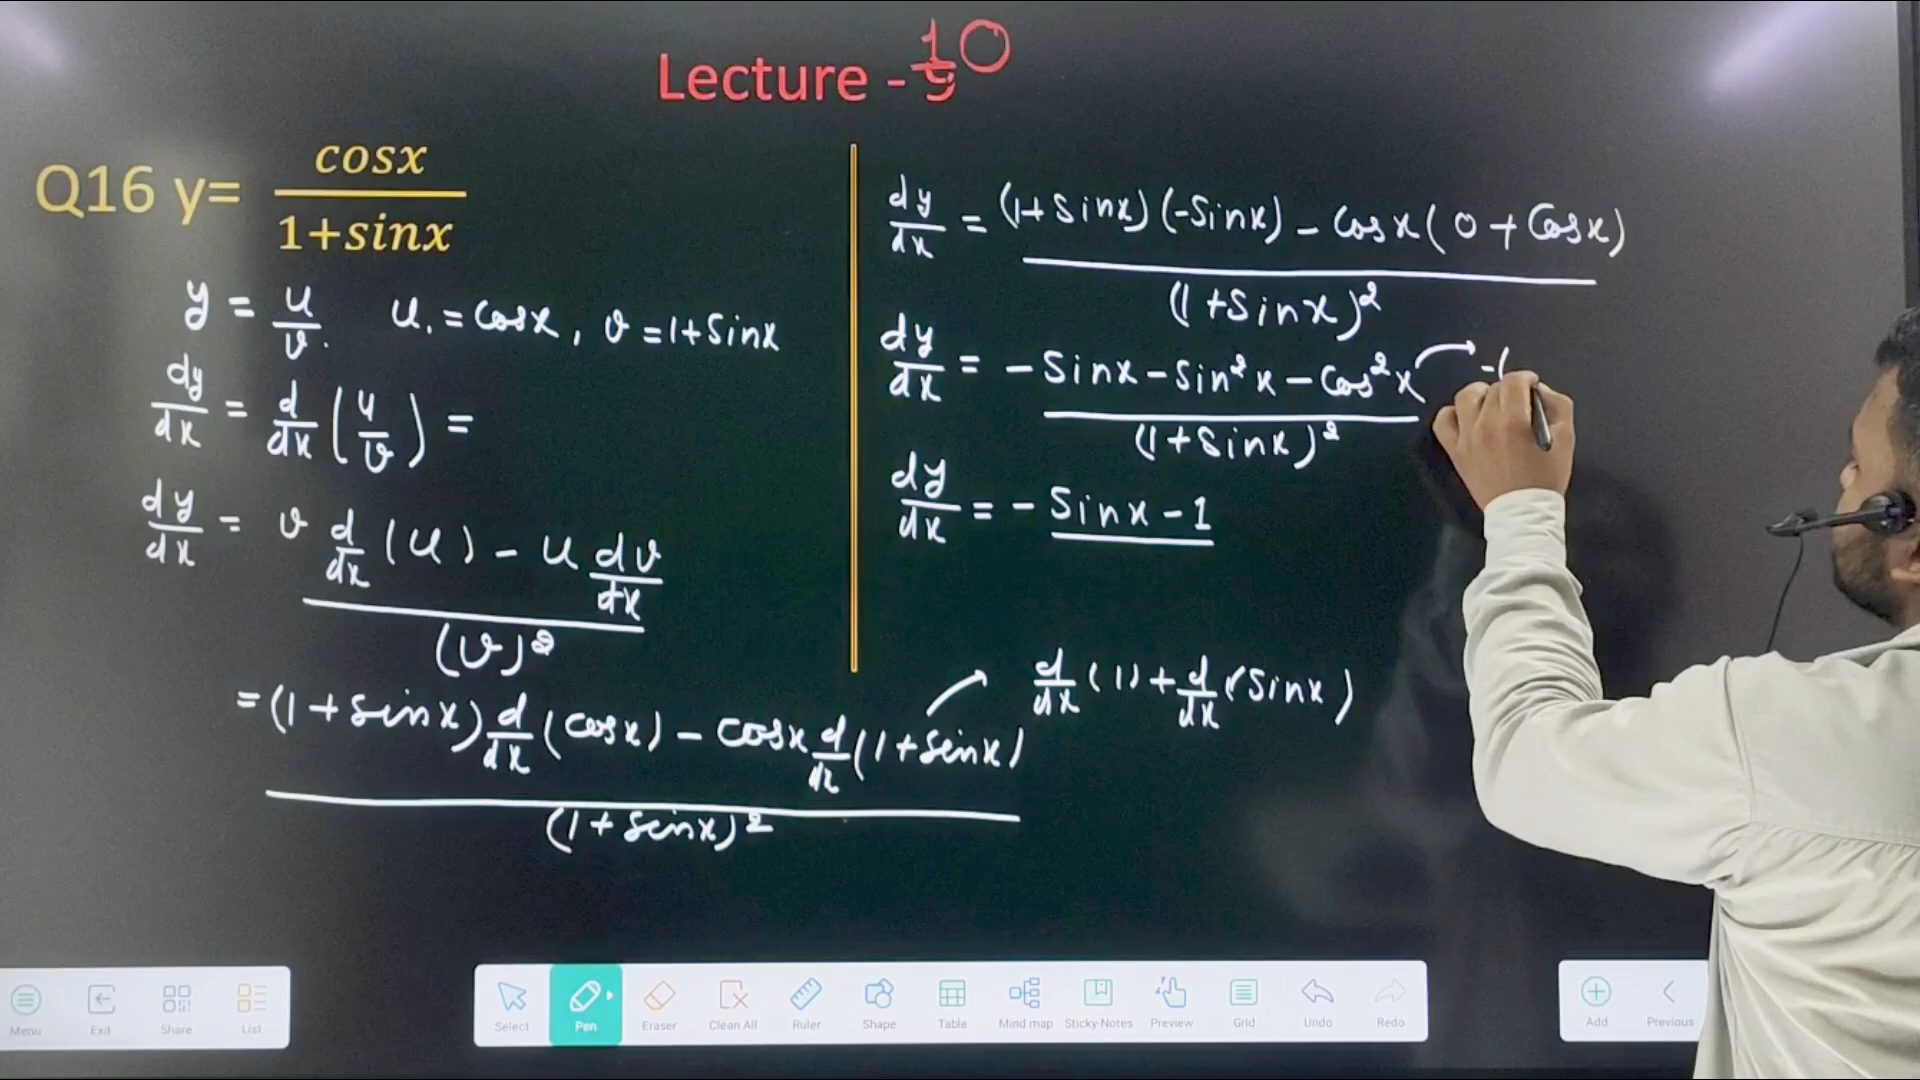 Lecture - 9 10
Q16 y= cosx / 1+sinx
y = u/v. u. = cosx, v = 1+sinx
dy/dx = d/dx (u/v) =
dy/dx = v d/dx (u) - u dv/dx / (v)²
= (1+sinx) d/dx (cosx) - cosx d/dx (1+sinx) / (1+sinx)²
dy/dx = (1+sinx)(-sinx) - cosx(0+cosx) / (1+sinx)²
dy/dx = -sinx - sin²x - cos²x / (1+sinx)² → -(
dy/dx = - sinx - 1
d/dx (1) + d/dx (sinx)
Menu Exit Share List
Select Pen Eraser Clean All Ruler Shape Table Mind map Sticky Notes Preview Grid Undo Redo
Add Previous